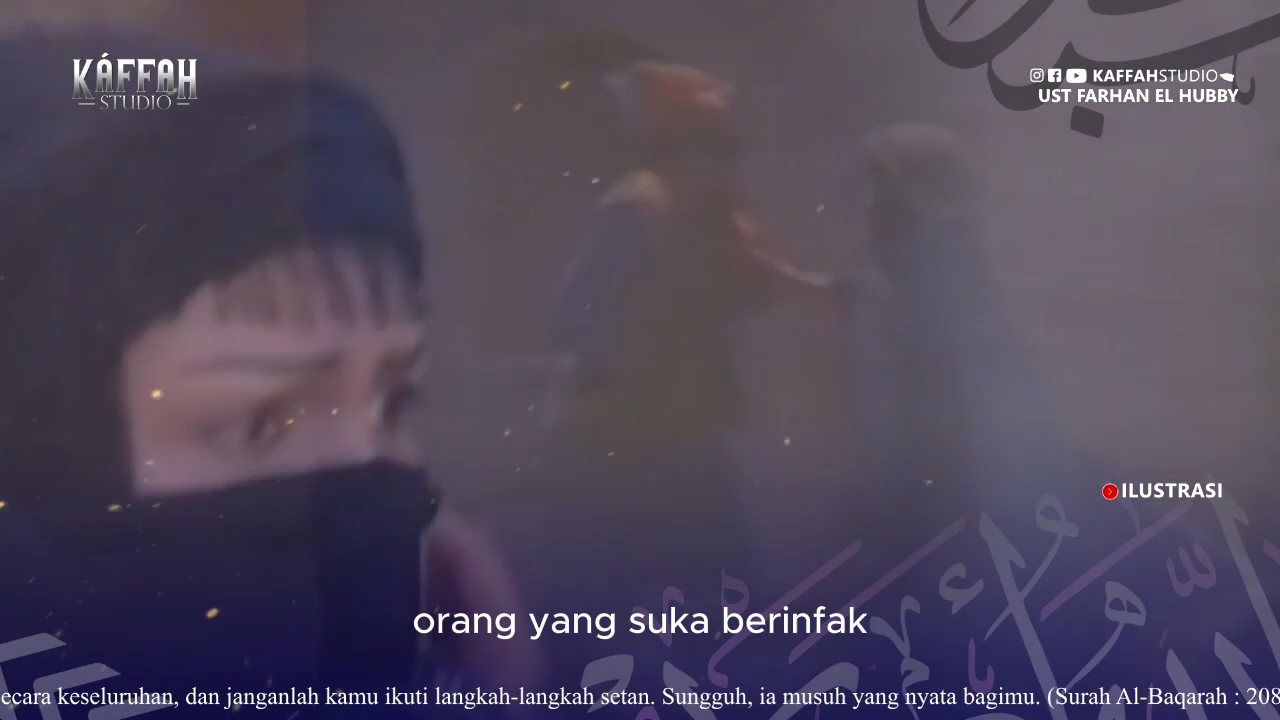 KÁFFAH
STUDIO
KAFFAHSTUDIO
UST FARHAN EL HUBBY
ILUSTRASI
orang yang suka berinfak
ecara keseluruhan, dan janganlah kamu ikuti langkah-langkah setan. Sungguh, ia musuh yang nyata bagimu. (Surah Al-Baqarah : 208